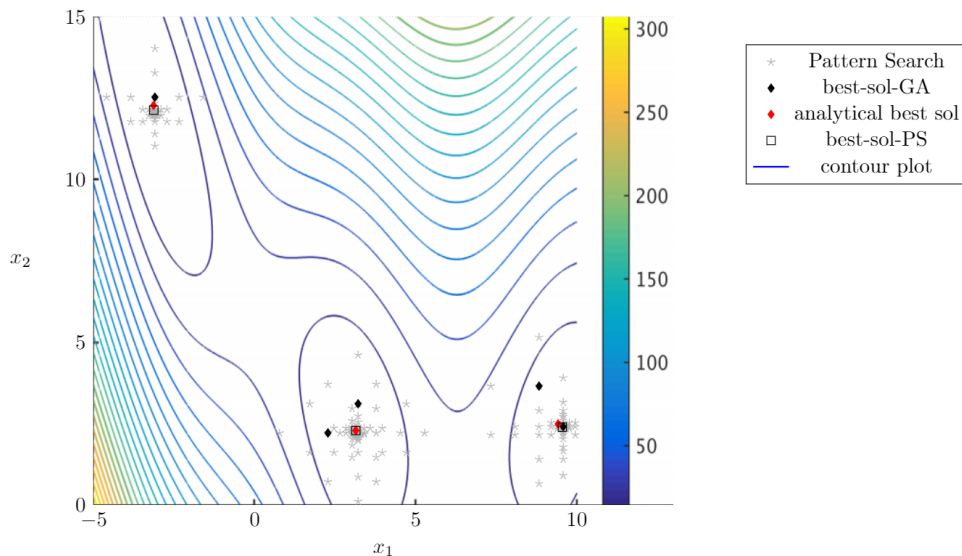 15
10
5
0
x₂
−5
0
5
10
x₁
300
250
200
150
100
50
Pattern Search
best-sol-GA
analytical best sol
best-sol-PS
contour plot